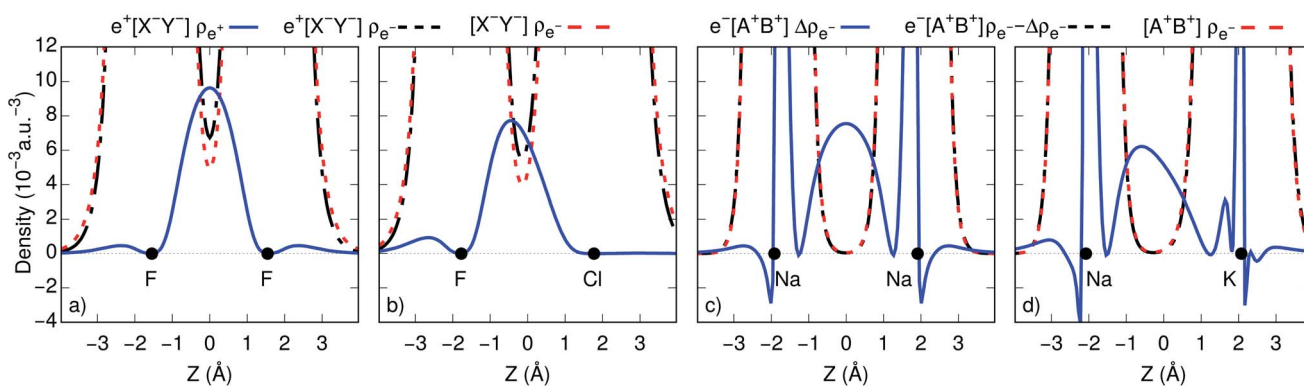 e⁺[X⁻Y⁻] ρe⁺ e⁺[X⁻Y⁻] ρe⁻ [X⁻Y⁻] ρe⁻ e⁻[A⁺B⁺] Δρe⁻ e⁻[A⁺B⁺]ρe⁻−Δρe⁻ [A⁺B⁺] ρe⁻
Density (10⁻³a.u.⁻³)
12
10
8
6
4
2
0
−2
−4
F F F Cl Na Na Na K
a) b) c) d)
−3 −2 −1 0 1 2 3 −3 −2 −1 0 1 2 3 −3 −2 −1 0 1 2 3 −3 −2 −1 0 1 2 3
Z (Å) Z (Å) Z (Å) Z (Å)